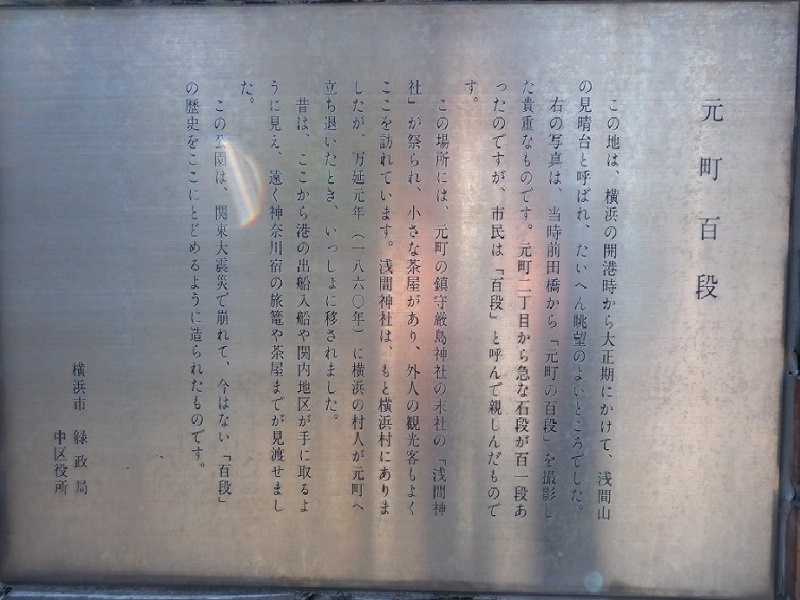 元町百段
この地は、横浜の開港時から大正期にかけて、浅間山
の見晴台と呼ばれ、たいへん眺望のよいところでした。
右の写真は、当時前田橋から「元町の百段」を撮影し
た貴重なものです。元町二丁目から急な石段が百一段あ
ったのですが、市民は「百段」と呼んで親しんだもので
す。
この場所には、元町の鎮守厳島神社の末社の「浅間神
社」が祭られ、小さな茶屋があり、外人の観光客もよく
ここを訪れています。浅間神社は、もと横浜村にありま
したが、万延元年（一八六〇年）に横浜の村人が元町へ
立ち退いたとき、いっしょに移されました。
昔は、ここから港の出船入船や関内地区が手に取るよ
うに見え、遠く神奈川宿の旅篭や茶屋までが見渡せまし
た。
この公園は、関東大震災で崩れて、今はない「百段」
の歴史をここにとどめるように造られたものです。
横浜市 緑政局
中区役所